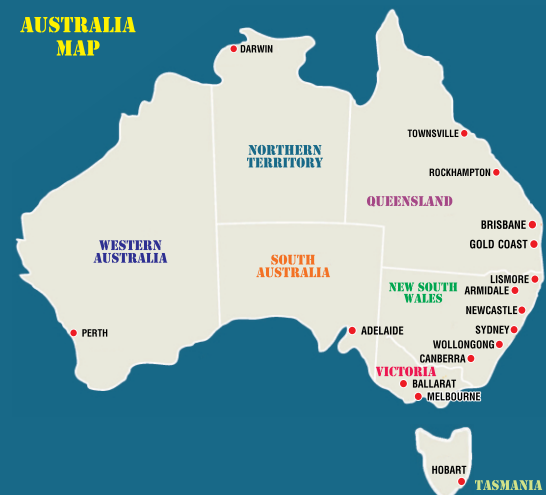 AUSTRALIA
MAP
DARWIN
TOWNSVILLE
NORTHERN
TERRITORY
ROCKHAMPTON
QUEENSLAND
BRISBANE
GOLD COAST
WESTERN
AUSTRALIA
SOUTH
AUSTRALIA
LISMORE
NEW SOUTH
WALES
ARMIDALE
NEWCASTLE
PERTH
ADELAIDE
SYDNEY
WOLLONGONG
CANBERRA
VICTORIA
BALLARAT
MELBOURNE
HOBART
TASMANIA